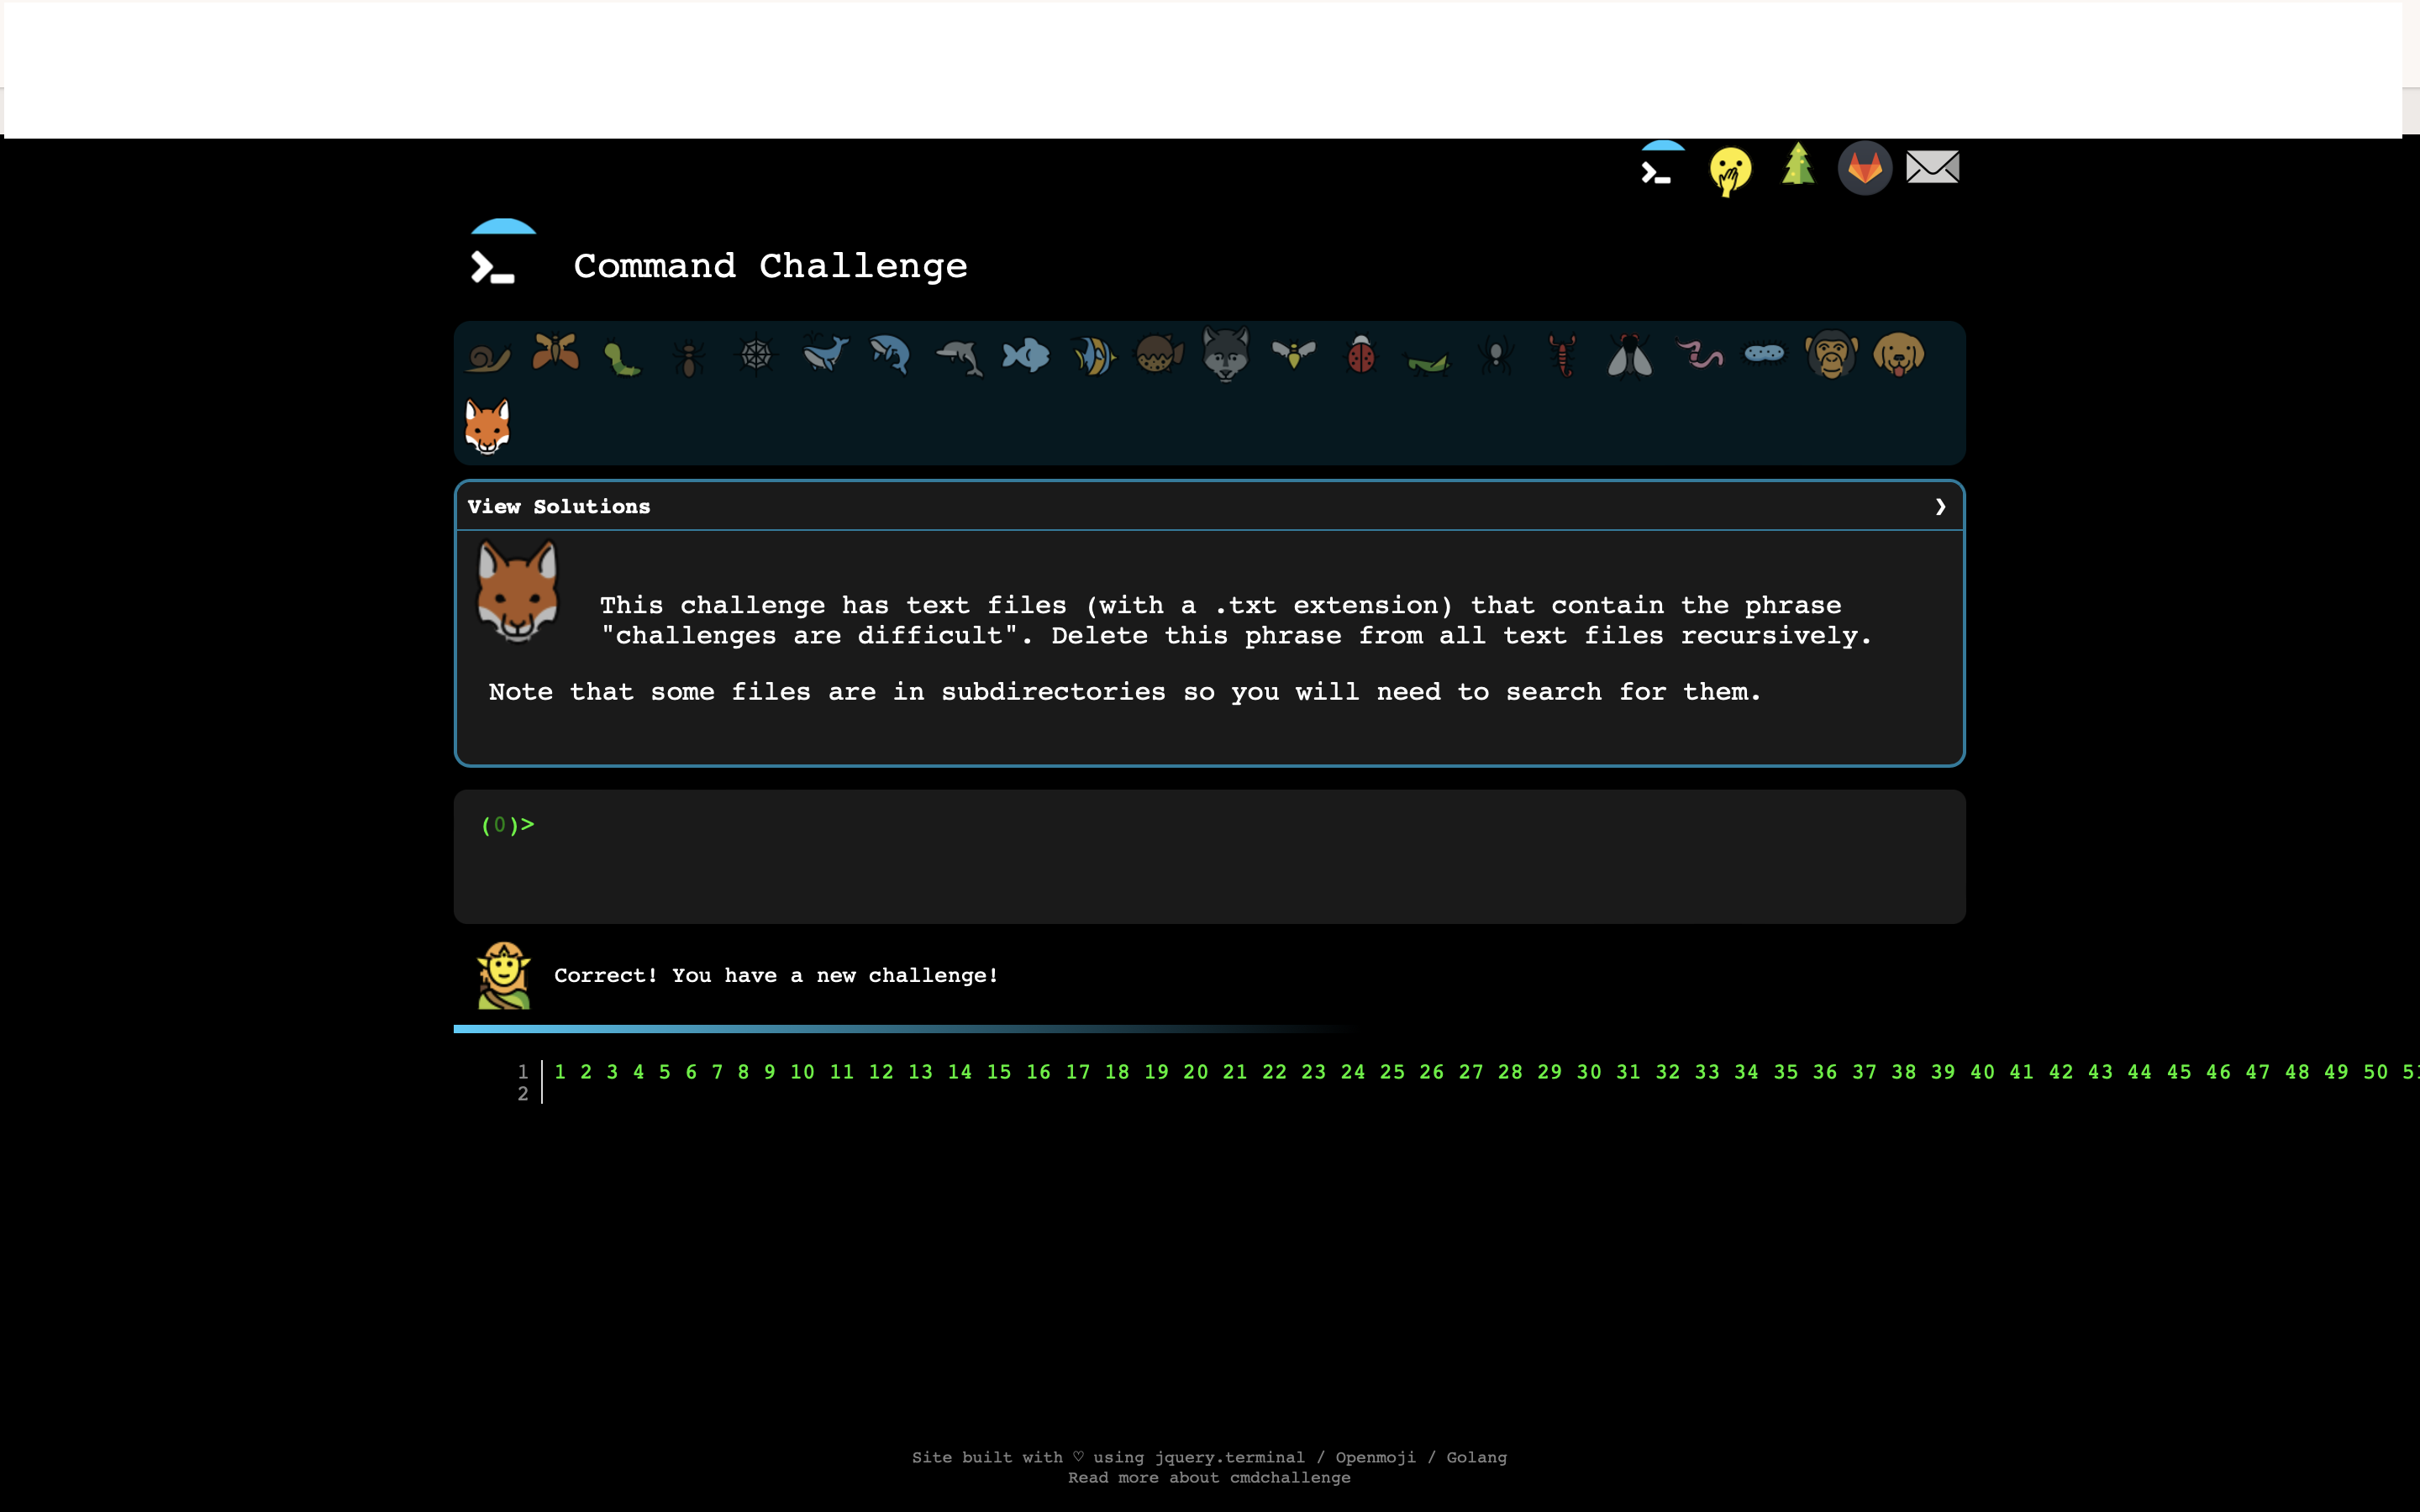 Command Challenge
View Solutions ❯
This challenge has text files (with a .txt extension) that contain the phrase
"challenges are difficult". Delete this phrase from all text files recursively.
Note that some files are in subdirectories so you will need to search for them.
(0)>
Correct! You have a new challenge!
1 1 2 3 4 5 6 7 8 9 10 11 12 13 14 15 16 17 18 19 20 21 22 23 24 25 26 27 28 29 30 31 32 33 34 35 36 37 38 39 40 41 42 43 44 45 46 47 48 49 50
2
Site built with ♡ using jquery.terminal / Openmoji / Golang
Read more about cmdchallenge